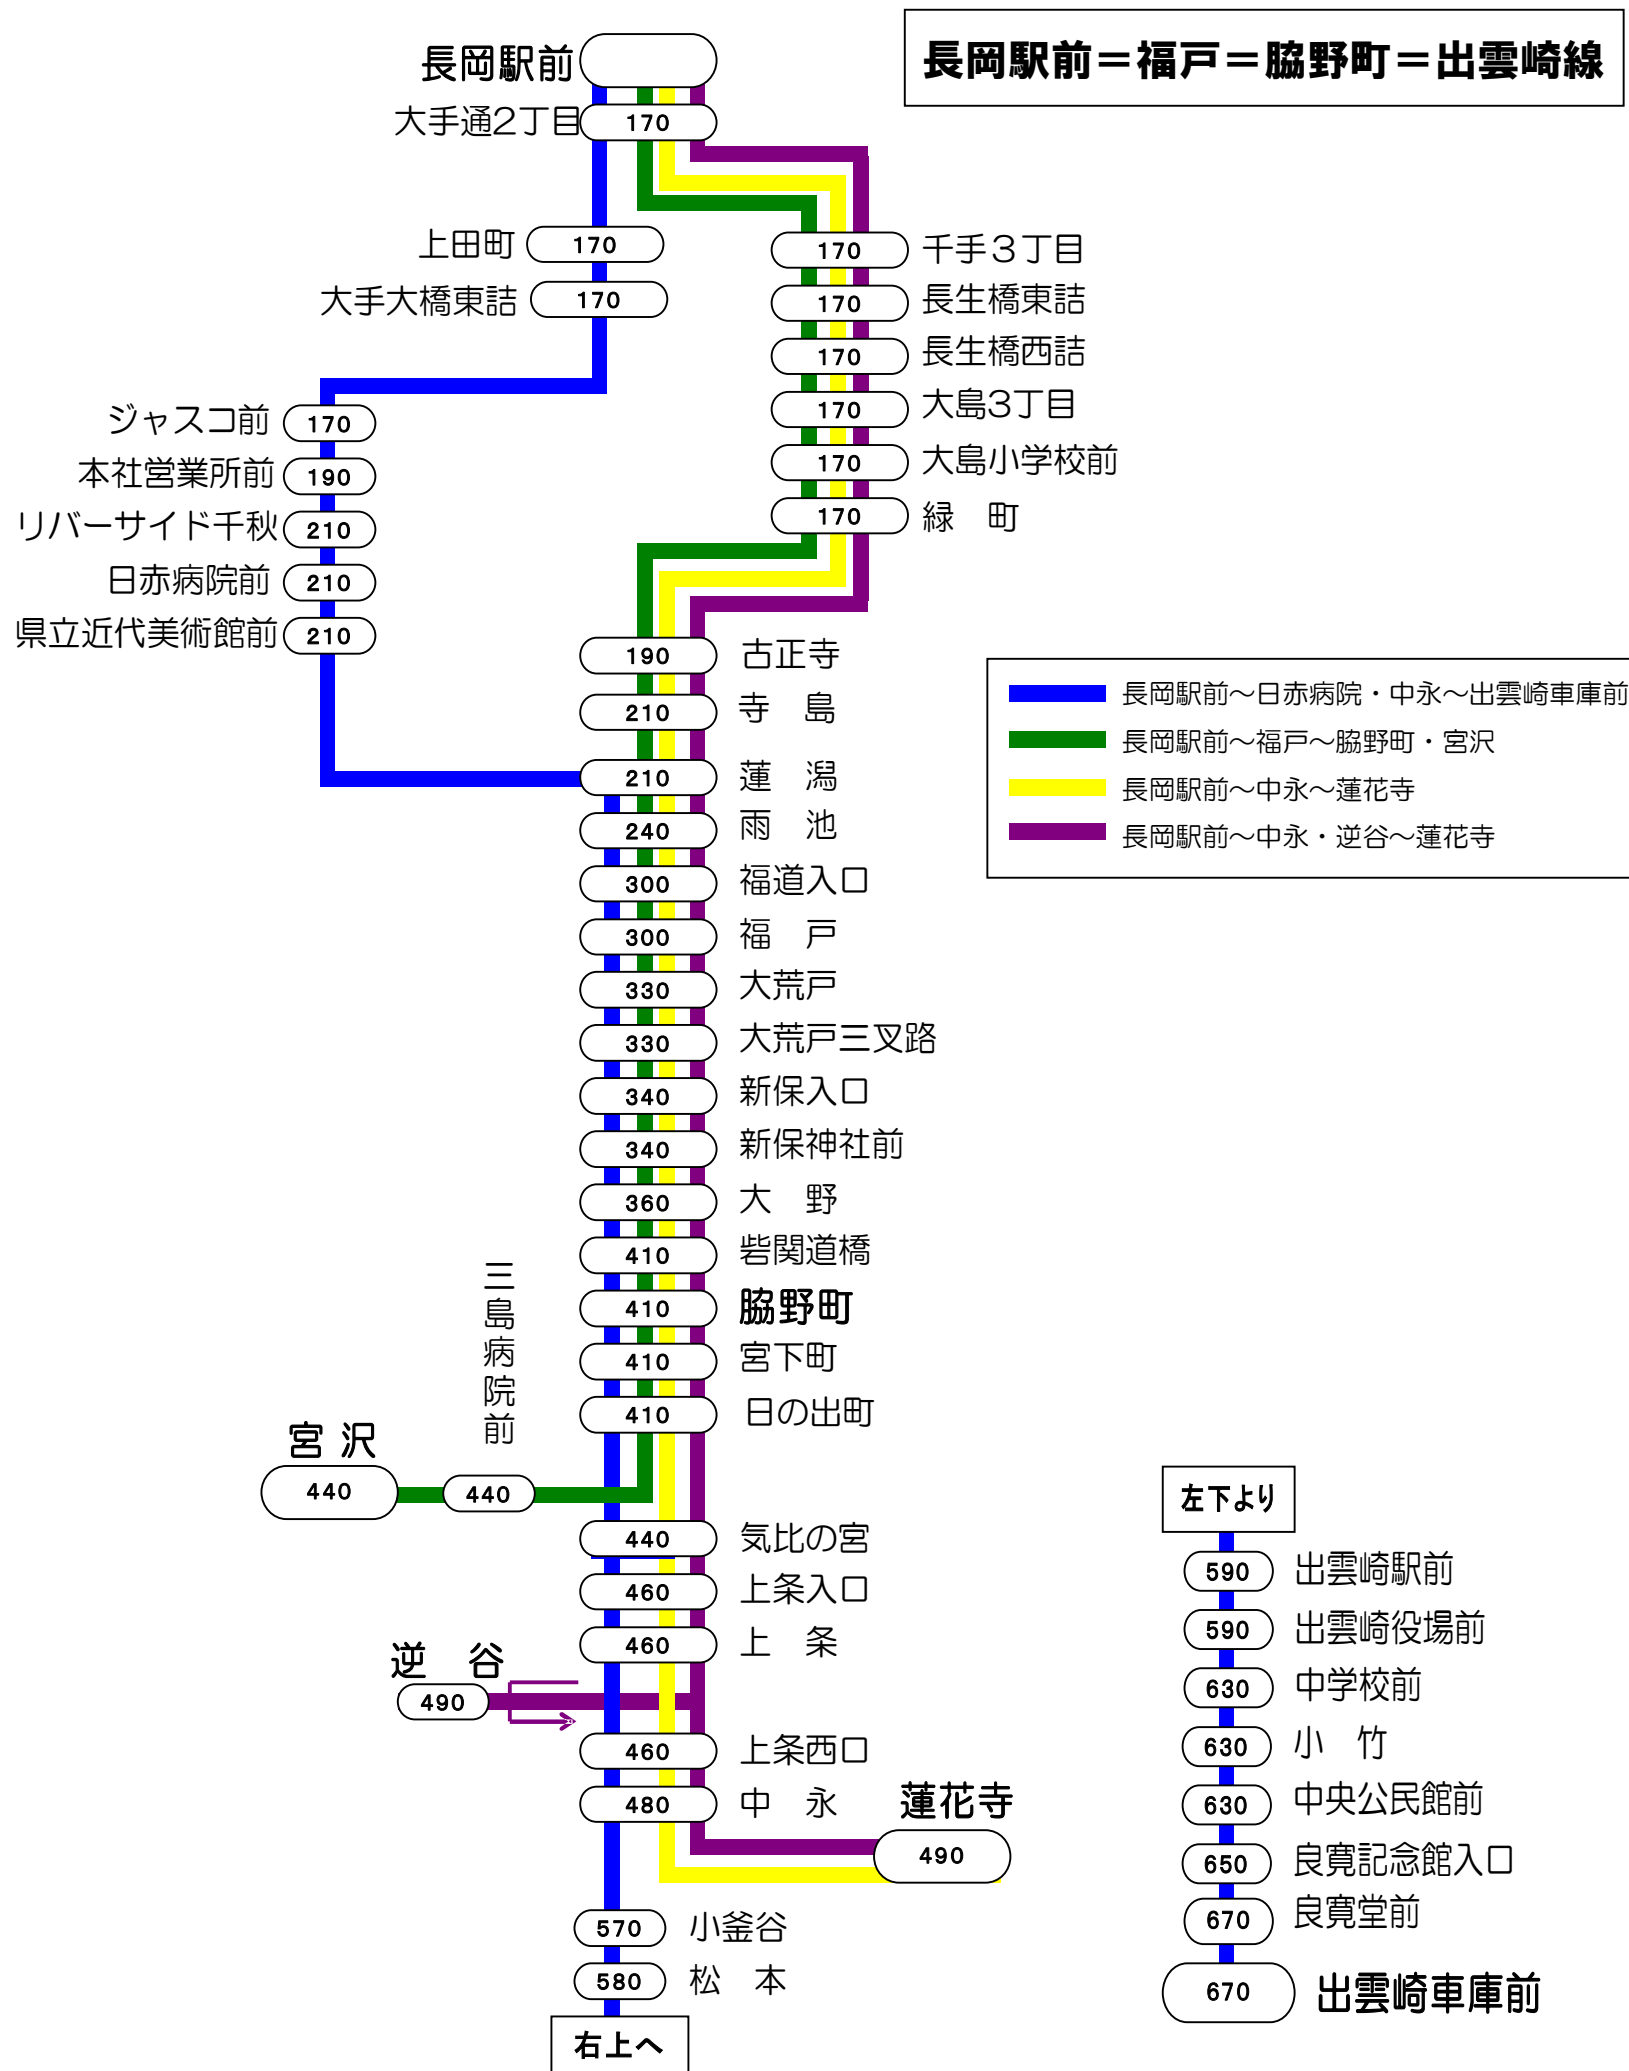 長岡駅前＝福戸＝脇野町＝出雲崎線
長岡駅前
大手通2丁目 170
上田町 170
大手大橋東詰 170
ジャスコ前 170
本社営業所前 190
リバーサイド千秋 210
日赤病院前 210
県立近代美術館前 210
170 千手３丁目
170 長生橋東詰
170 長生橋西詰
170 大島3丁目
170 大島小学校前
170 緑　町
190 古正寺
210 寺　島
210 蓮　潟
240 雨　池
300 福道入口
300 福　戸
330 大荒戸
330 大荒戸三叉路
340 新保入口
340 新保神社前
360 大　野
410 砦関道橋
410 脇野町
410 宮下町
410 日の出町
三島病院前
宮 沢
440
440
440 気比の宮
460 上条入口
460 上　条
逆　谷
490
460 上条西口
480 中　永
蓮花寺
490
570 小釜谷
580 松　本
右上へ
長岡駅前～日赤病院・中永～出雲崎車庫前
長岡駅前～福戸～脇野町・宮沢
長岡駅前～中永～蓮花寺
長岡駅前～中永・逆谷～蓮花寺
左下より
590 出雲崎駅前
590 出雲崎役場前
630 中学校前
630 小　竹
630 中央公民館前
650 良寛記念館入口
670 良寛堂前
670 出雲崎車庫前